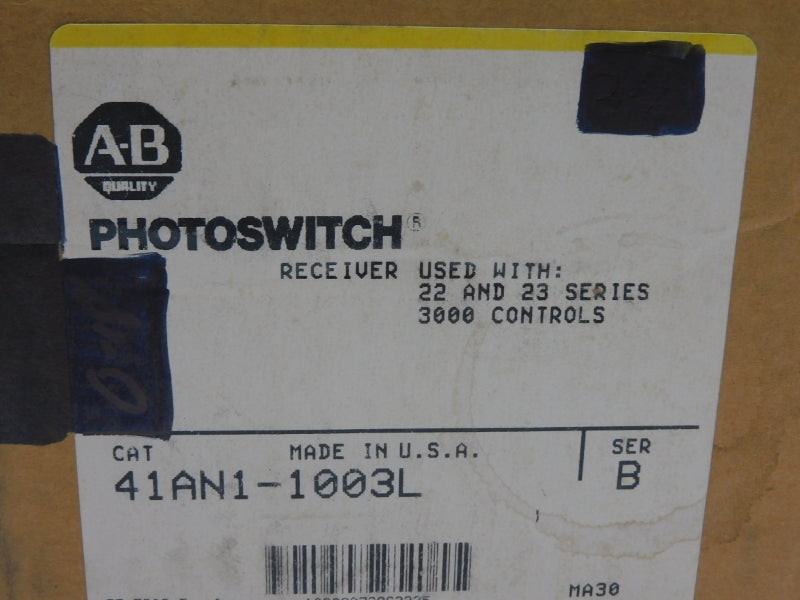 A-B
QUALITY
PHOTOSWITCH®
RECEIVER USED WITH:
22 AND 23 SERIES
3000 CONTROLS
CAT MADE IN U.S.A. SER
41AN1-1003L B
MA30